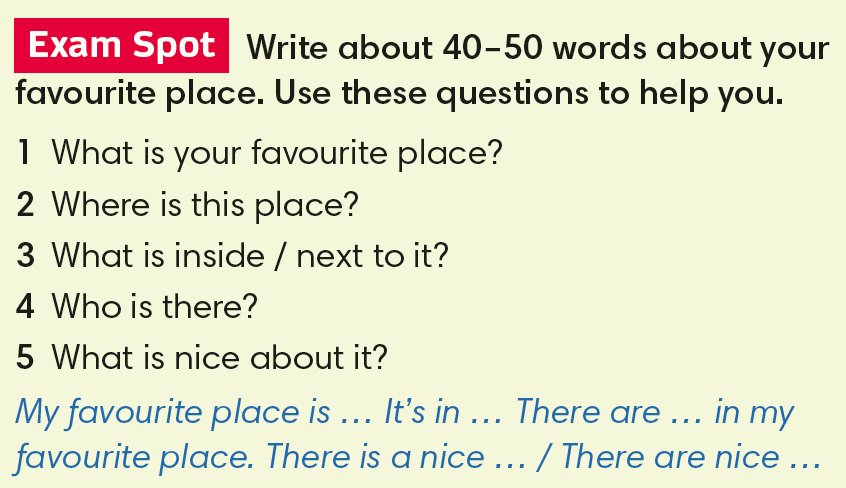 Exam Spot Write about 40–50 words about your
favourite place. Use these questions to help you.
1 What is your favourite place?
2 Where is this place?
3 What is inside / next to it?
4 Who is there?
5 What is nice about it?
My favourite place is … It's in … There are … in my
favourite place. There is a nice … / There are nice …